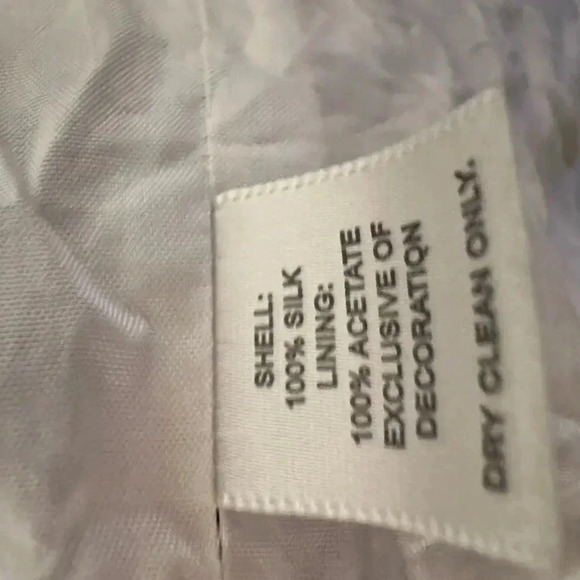 SHELL:
100% SILK
LINING:
100% ACETATE
EXCLUSIVE OF
DECORATION
DRY CLEAN ONLY.